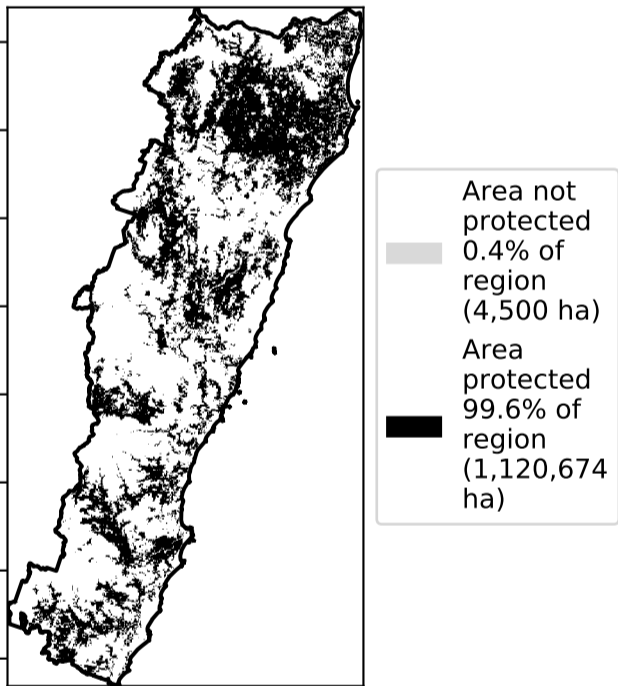 Area not
protected
0.4% of
region
(4,500 ha)
Area
protected
99.6% of
region
(1,120,674
ha)